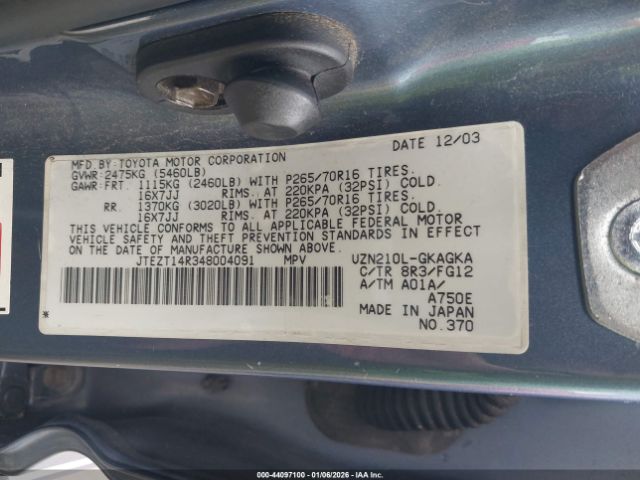 MFD.BY:TOYOTA MOTOR CORPORATION DATE 12/03
GVWR:2475KG (5460LB)
GAWR:FRT. 1115KG (2460LB) WITH P265/70R16 TIRES.
16X7JJ RIMS. AT 220KPA (32PSI) COLD.
RR. 1370KG (3020LB) WITH P265/70R16 TIRES.
16X7JJ RIMS. AT 220KPA (32PSI) COLD.
THIS VEHICLE CONFORMS TO ALL APPLICABLE FEDERAL MOTOR
VEHICLE SAFETY AND THEFT PREVENTION STANDARDS IN EFFECT
ON THE DATE OF MANUFACTURE SHOWN ABOVE.
JTEZT14R348004091 MPV UZN210L-GKAGKA
C/TR 8R3/FG12
A/TM A01A/
A750E
MADE IN JAPAN
NO.370
000-44097100 | 01/06/2026 - © IAA, LLC